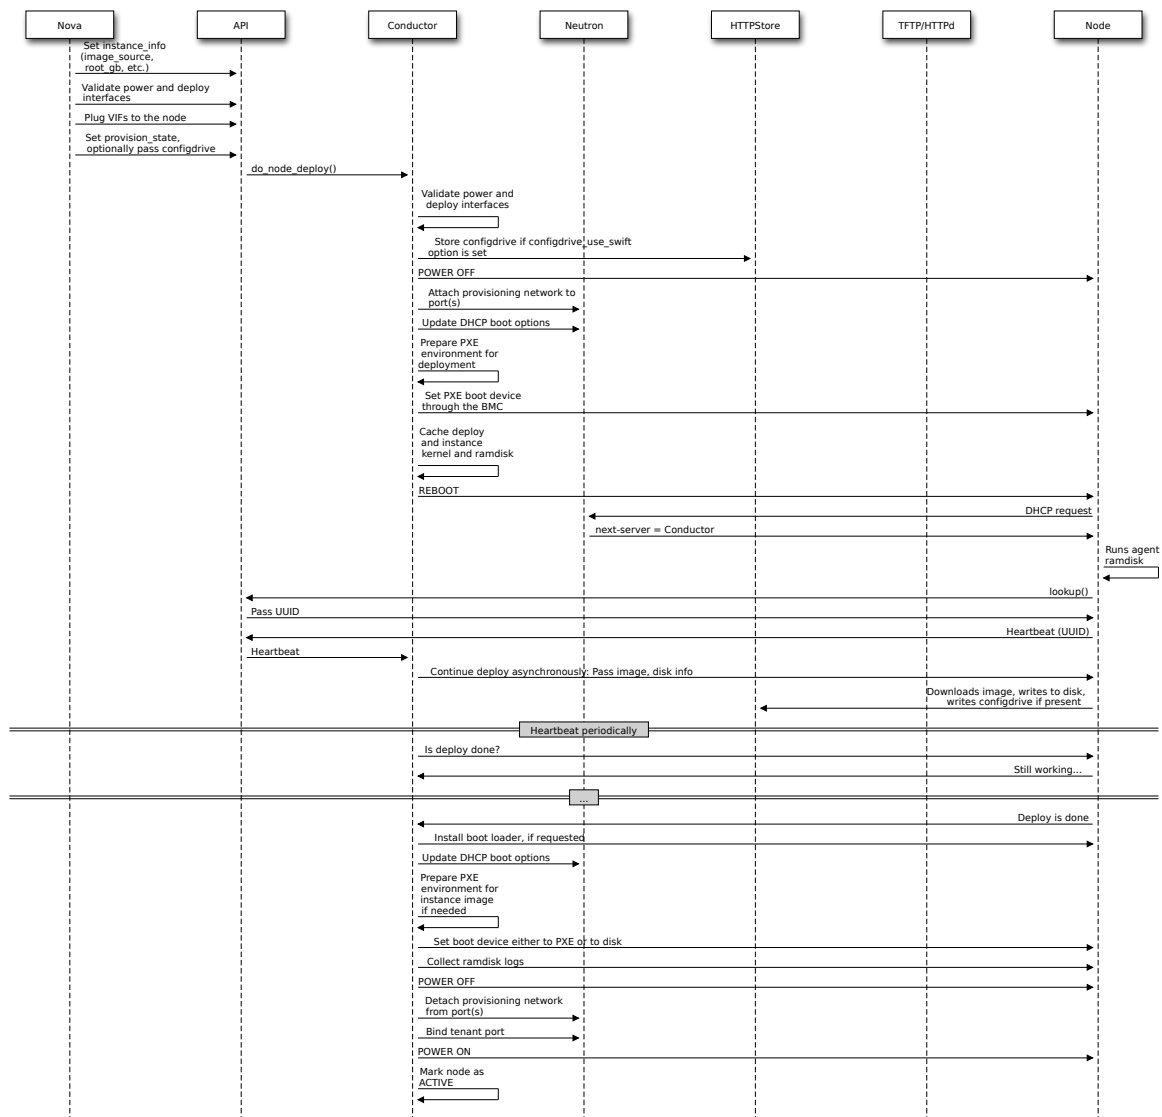 Nova
API
Conductor
Neutron
HTTPStore
TFTP/HTTPd
Node
Set instance_info
(image_source,
root_gb, etc.)
Validate power and deploy
interfaces
Plug VIFs to the node
Set provision_state,
optionally pass configdrive
do_node_deploy()
Validate power and
deploy interfaces
Store configdrive if configdrive_use_swift
option is set
POWER OFF
Attach provisioning network to
port(s)
Update DHCP boot options
Prepare PXE
environment for
deployment
Set PXE boot device
through the BMC
Cache deploy
and instance
kernel and ramdisk
REBOOT
DHCP request
next-server = Conductor
Runs agent
ramdisk
lookup()
Pass UUID
Heartbeat (UUID)
Heartbeat
Continue deploy asynchronously: Pass image, disk info
Downloads image, writes to disk,
writes configdrive if present
Heartbeat periodically
Is deploy done?
Still working...
...
Deploy is done
Install boot loader, if requested
Update DHCP boot options
Prepare PXE
environment for
instance image
if needed
Set boot device either to PXE or to disk
Collect ramdisk logs
POWER OFF
Detach provisioning network
from port(s)
Bind tenant port
POWER ON
Mark node as
ACTIVE